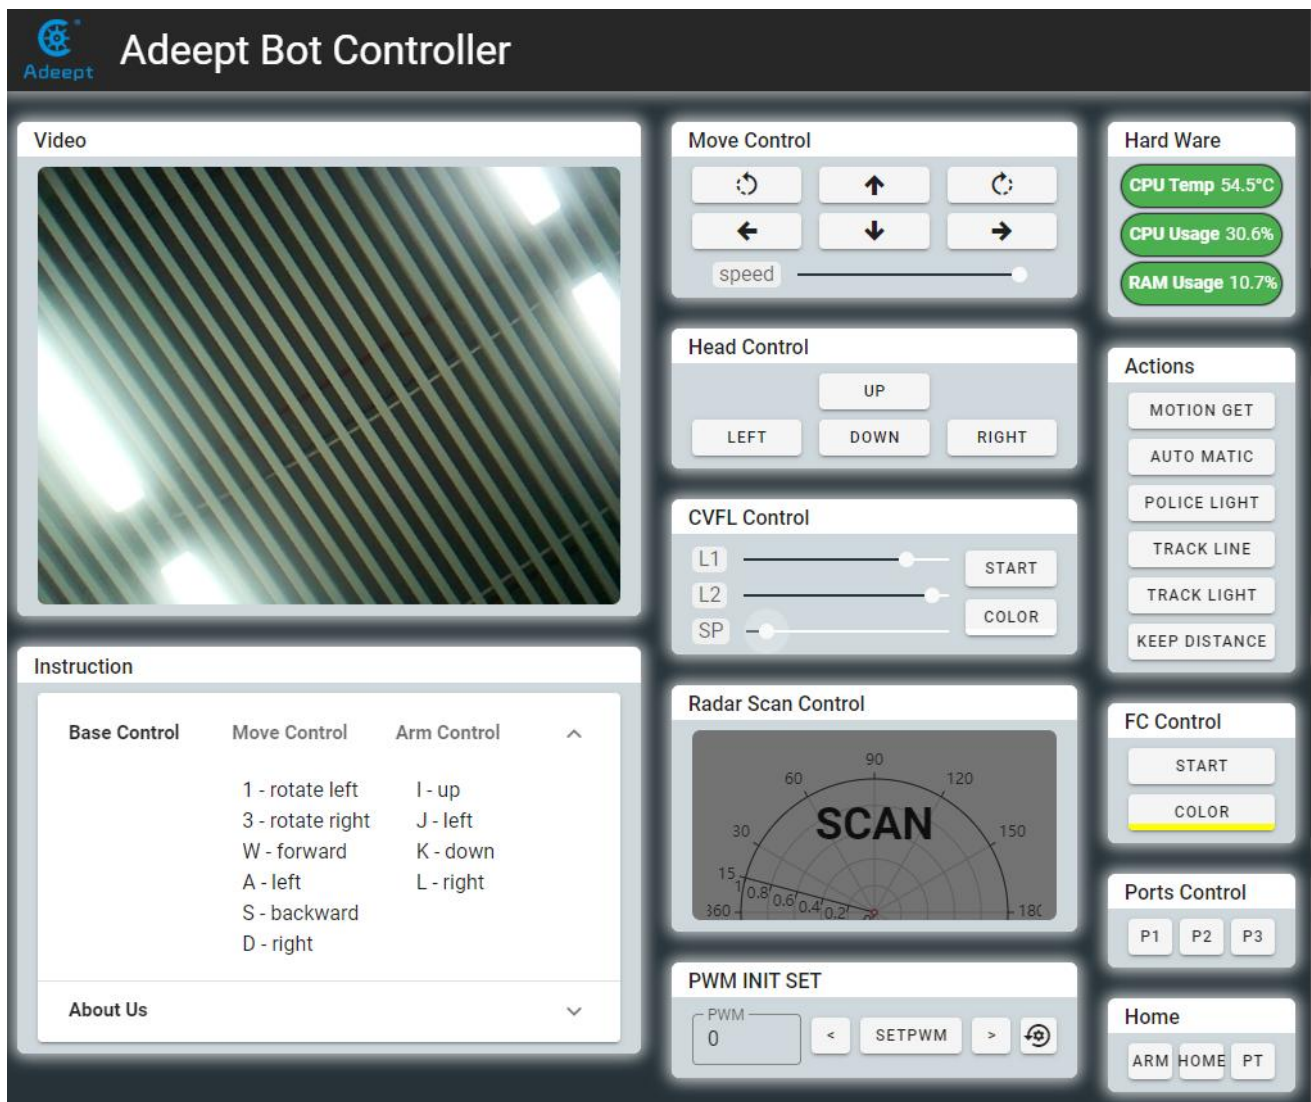 Adeept
Adeept Bot Controller
Video
Move Control
speed
Hard Ware
CPU Temp 54.5°C
CPU Usage 30.6%
RAM Usage 10.7%
Head Control
UP
LEFT DOWN RIGHT
Actions
MOTION GET
AUTO MATIC
POLICE LIGHT
TRACK LINE
TRACK LIGHT
KEEP DISTANCE
CVFL Control
L1
START
L2
COLOR
SP
Instruction
Base Control Move Control Arm Control
1 - rotate left I - up
3 - rotate right J - left
W - forward K - down
A - left L - right
S - backward
D - right
About Us
Radar Scan Control
90
60 120
SCAN
30 150
15
1 0.8 0.6 0.4 0.2 0
360 180
FC Control
START
COLOR
Ports Control
P1 P2 P3
PWM INIT SET
PWM
0 < SETPWM >
Home
ARM HOME PT